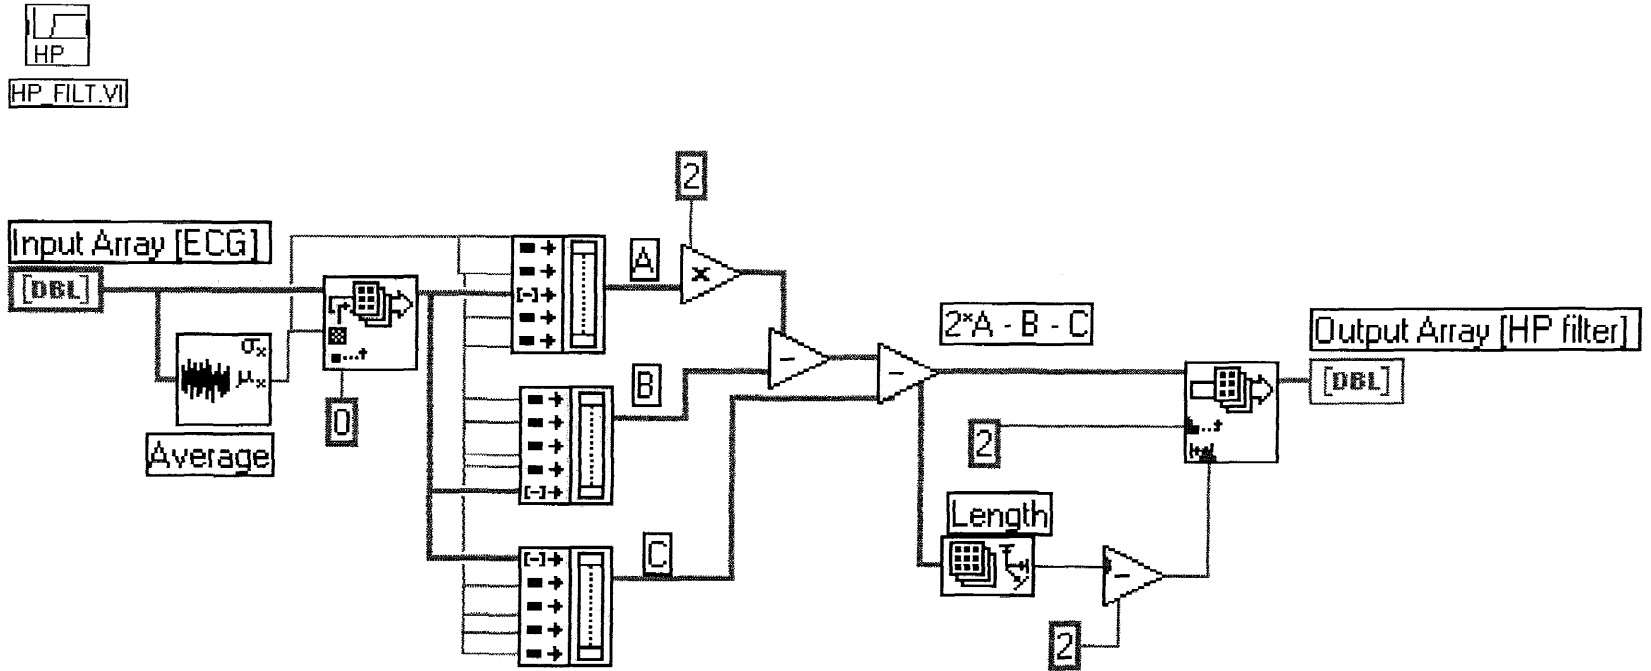 HP
HP_FILT.VI
2
Input Array [ECG]
[DBL]
A
σx
μx
Average
0
B
C
2*A - B - C
Output Array [HP filter]
[DBL]
2
Length
2